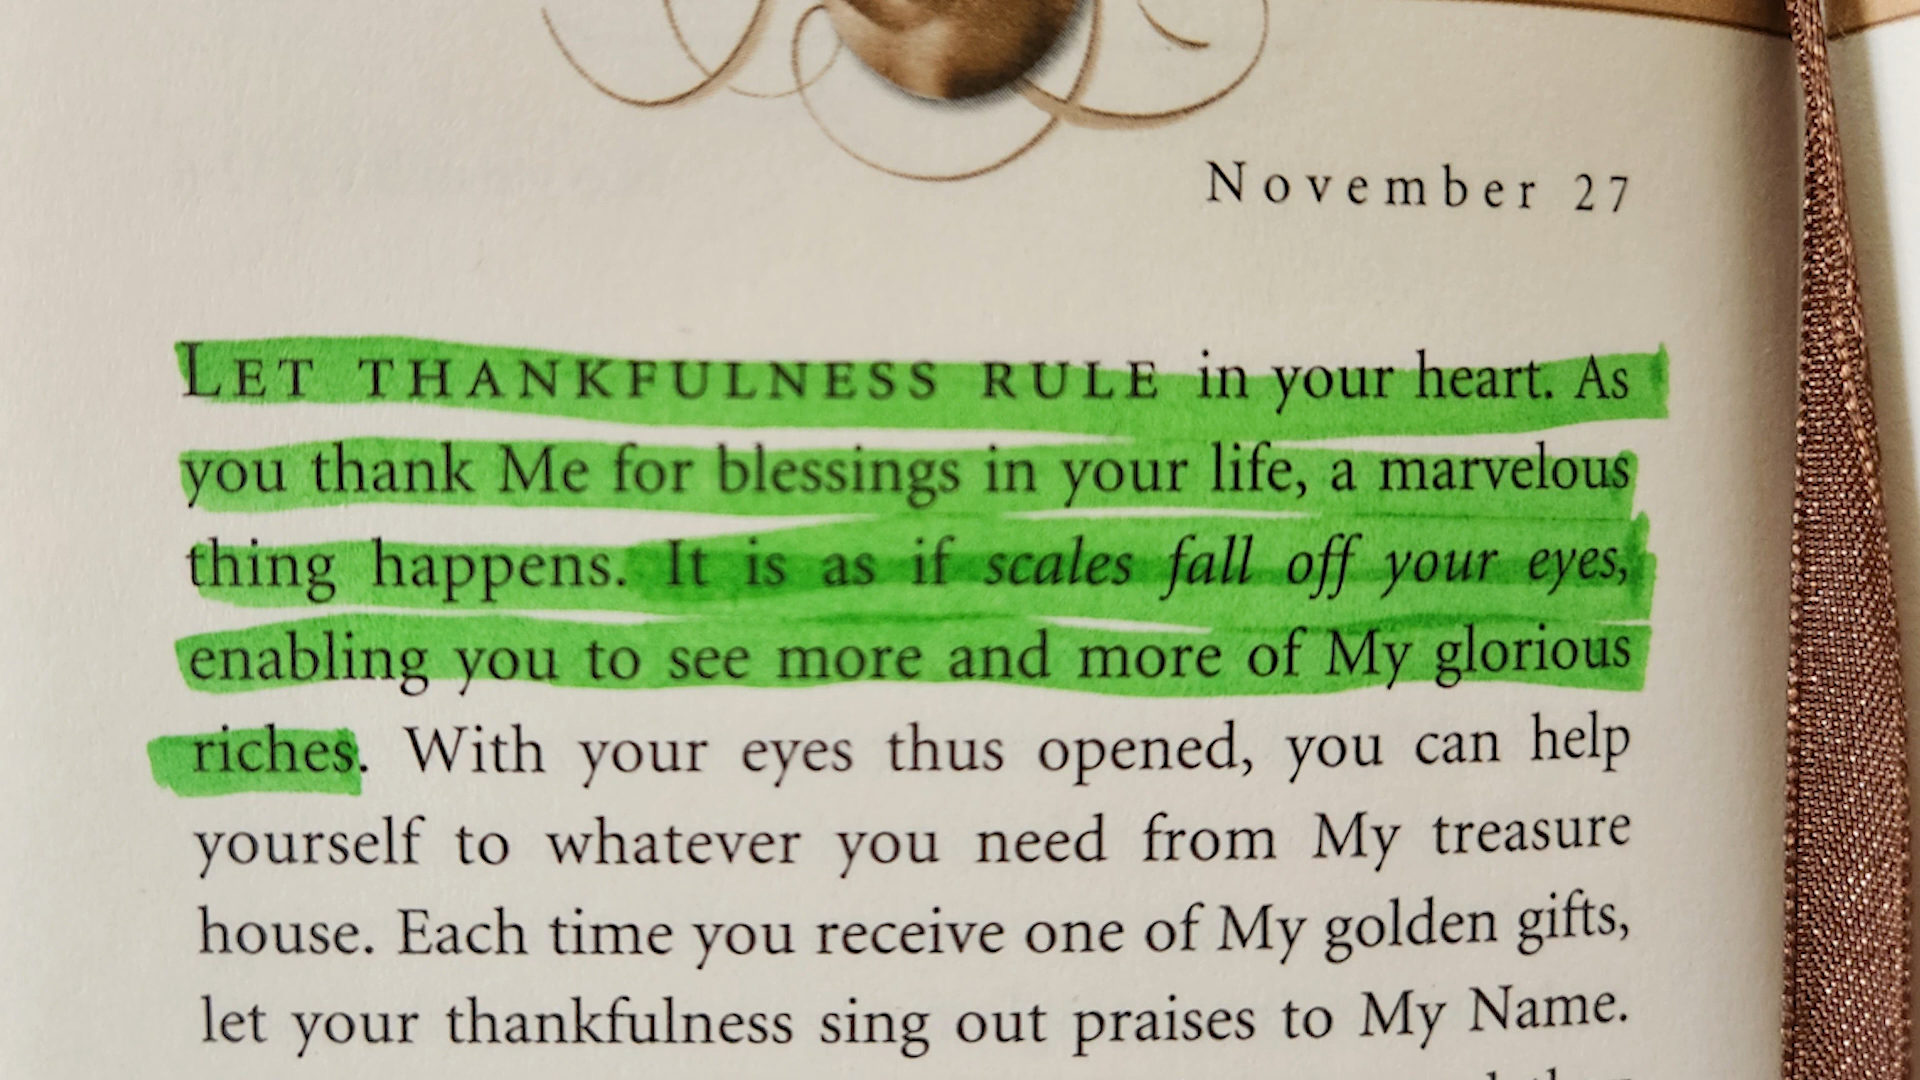 November 27
LET THANKFULNESS RULE in your heart. As
you thank Me for blessings in your life, a marvelous
thing happens. It is as if scales fall off your eyes,
enabling you to see more and more of My glorious
riches. With your eyes thus opened, you can help
yourself to whatever you need from My treasure
house. Each time you receive one of My golden gifts,
let your thankfulness sing out praises to My Name.